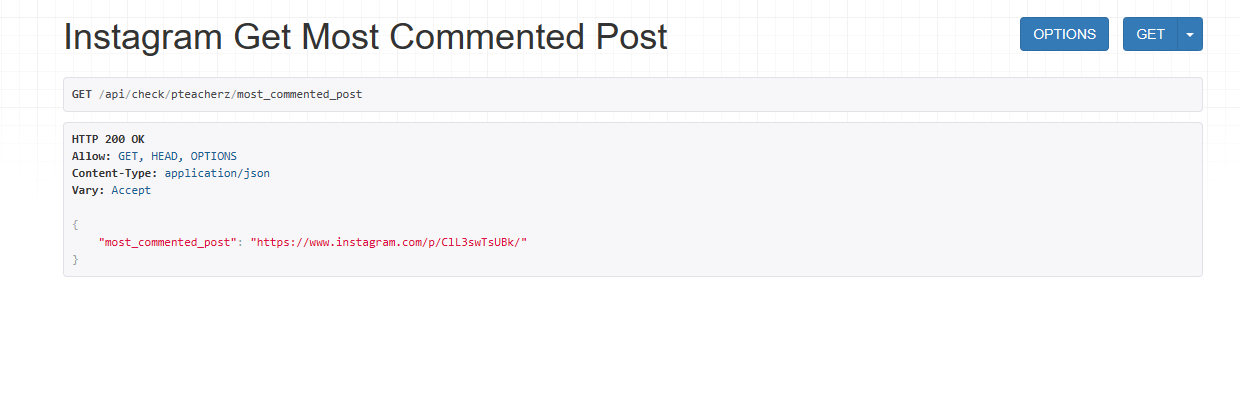 Instagram Get Most Commented Post
OPTIONS
GET
GET /api/check/pteacherz/most_commented_post
HTTP 200 OK
Allow: GET, HEAD, OPTIONS
Content-Type: application/json
Vary: Accept
{
"most_commented_post": "https://www.instagram.com/p/ClL3swTsUBk/"
}